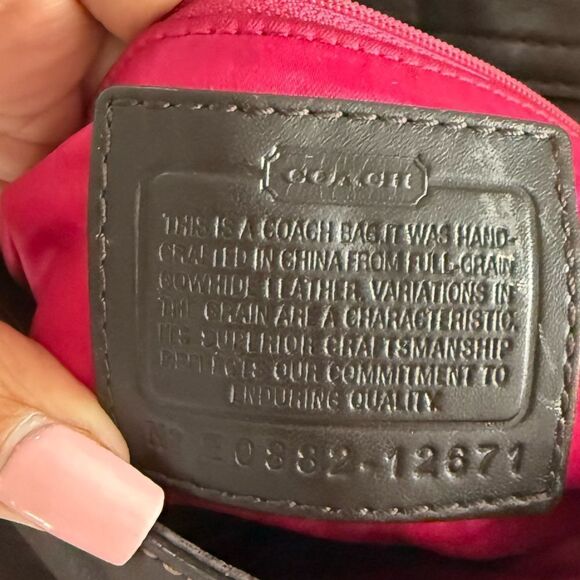 COACH
THIS IS A COACH BAG.IT WAS HAND-
CRAFTED IN CHINA FROM FULL-GRAIN
COWHIDE LEATHER. VARIATIONS IN
THE GRAIN ARE A CHARACTERISTIC.
ITS SUPERIOR CRAFTSMANSHIP
REFLECTS OUR COMMITMENT TO
ENDURING QUALITY.
12671